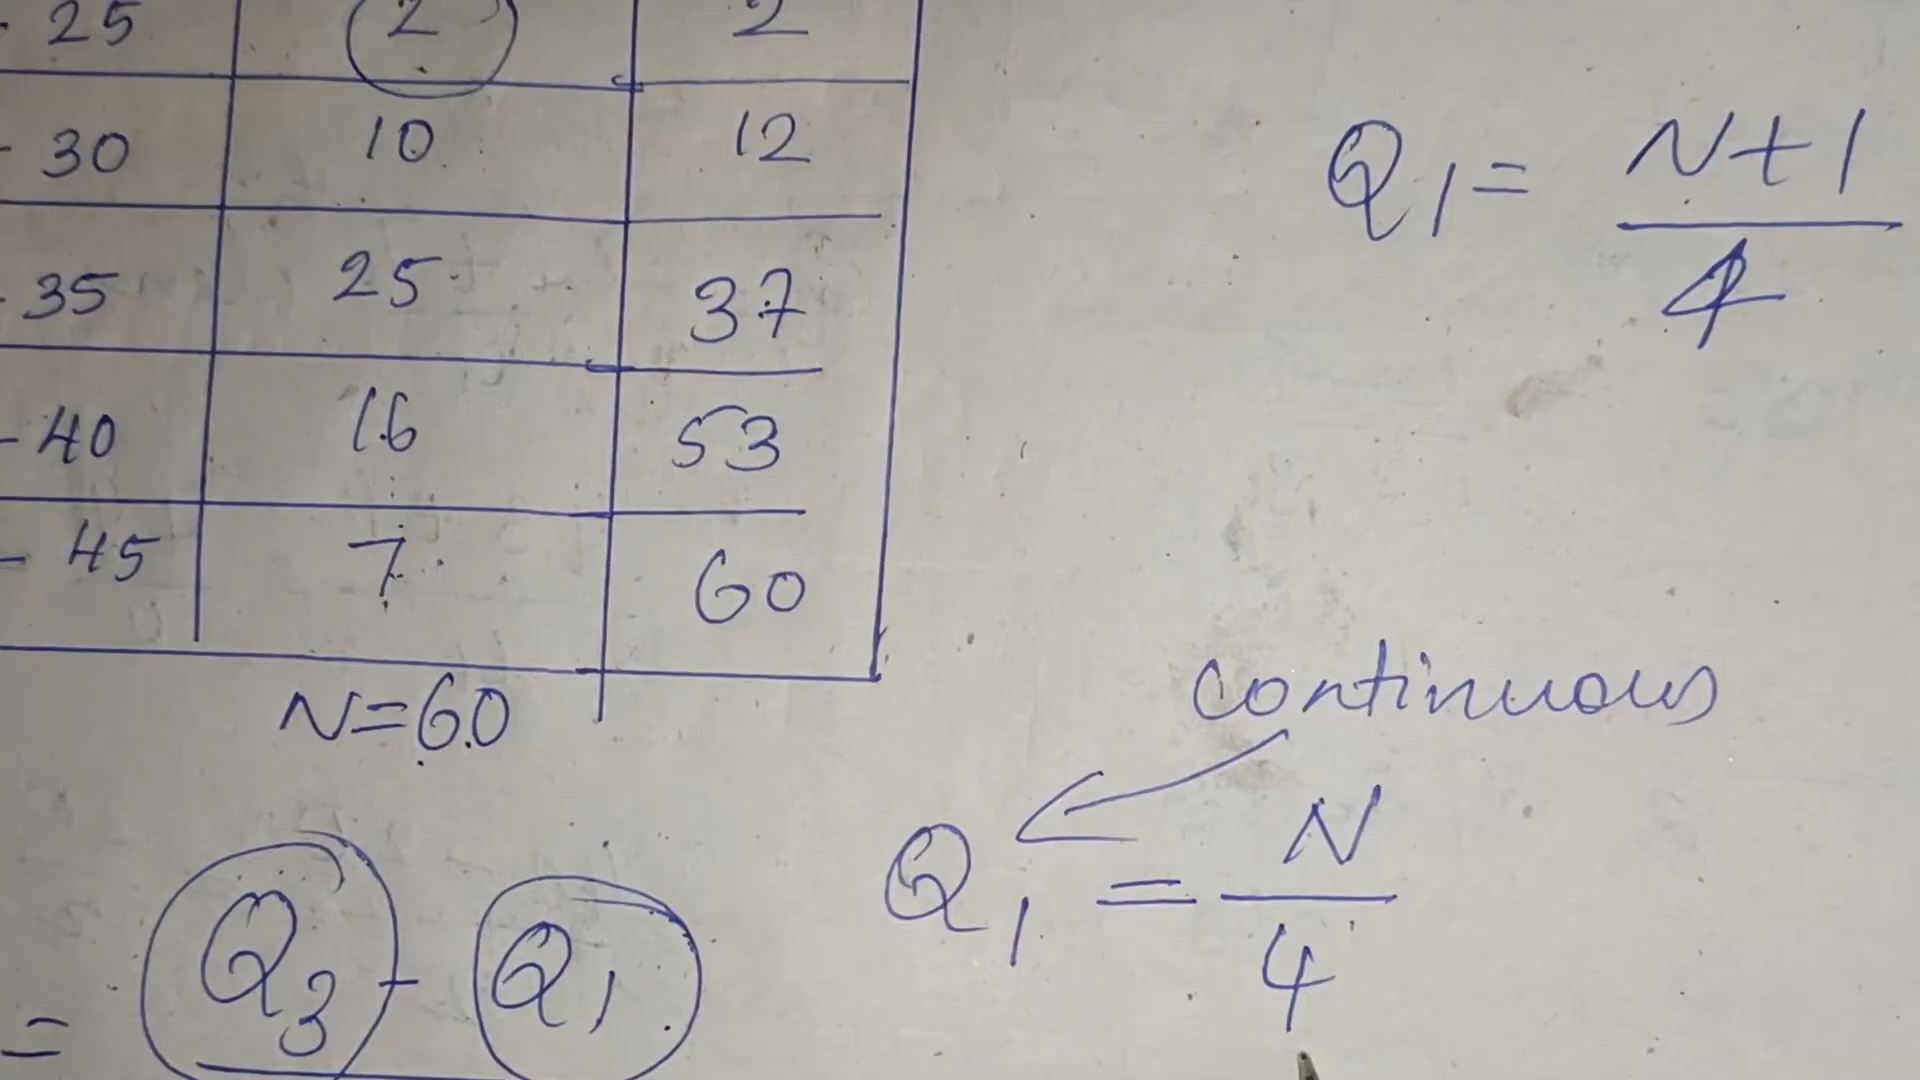 - 25 2 2
- 30 10 12
- 35 25 37
- 40 16 53
- 45 7 60
N=60
= Q3 - Q1
Q1 = N+1
4
continuous
Q1 = N
4